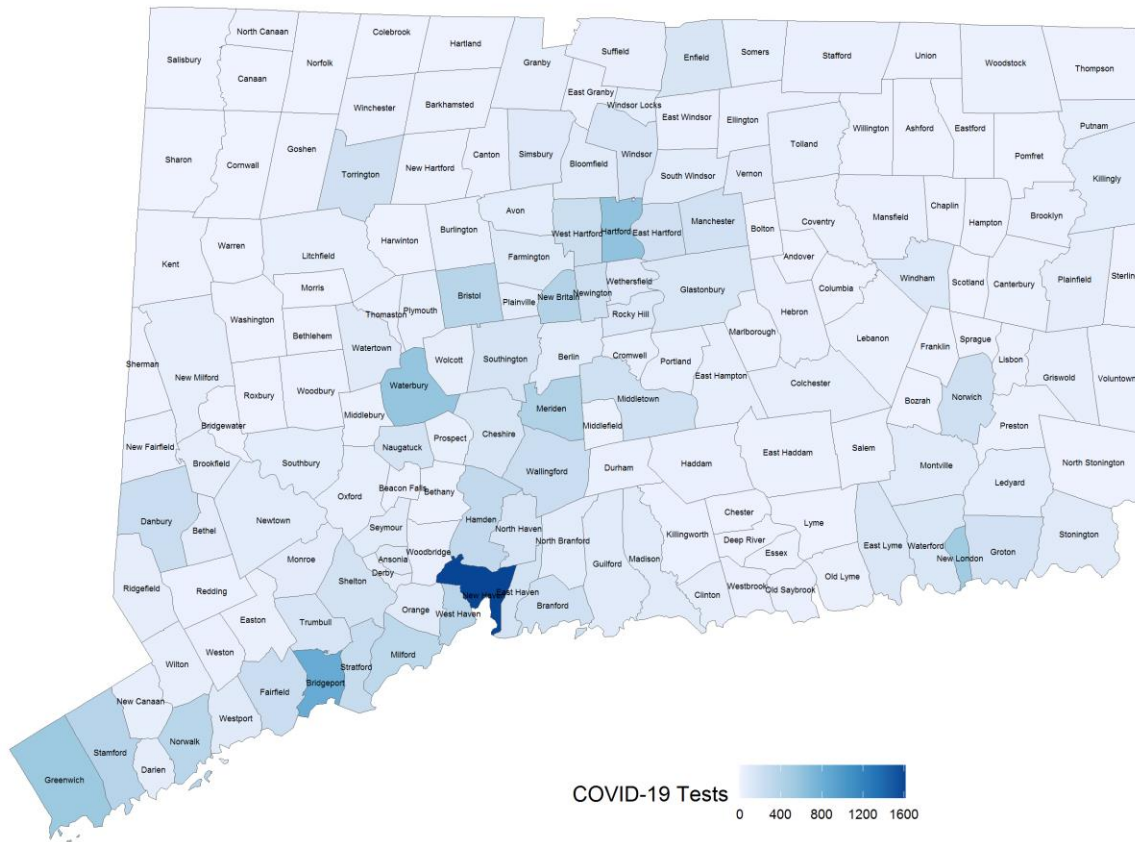 North Canaan
Colebrook
Hartland
Suffield
Enfield
Somers
Stafford
Union
Woodstock
Thompson
Salisbury
Canaan
Norfolk
Granby
East Granby
Windsor Locks
Winchester
Barkhamsted
East Windsor
Ellington
Willington
Ashford
Eastford
Putnam
Sharon
Cornwall
Goshen
Torrington
New Hartford
Canton
Simsbury
Bloomfield
Windsor
South Windsor
Vernon
Tolland
Pomfret
Killingly
Kent
Warren
Litchfield
Harwinton
Burlington
Avon
West Hartford
Hartford
East Hartford
Manchester
Bolton
Coventry
Mansfield
Chaplin
Hampton
Brooklyn
Farmington
Andover
Morris
Bristol
Plainville
New Britain
Newington
Wethersfield
Glastonbury
Columbia
Windham
Scotland
Canterbury
Plainfield
Sterlin
Washington
Bethlehem
Thomaston
Plymouth
Rocky Hill
Hebron
Marlborough
Lebanon
Sherman
New Milford
Watertown
Wolcott
Southington
Berlin
Cromwell
Portland
East Hampton
Franklin
Sprague
Lisbon
Griswold
Voluntown
Roxbury
Woodbury
Waterbury
Middlebury
Colchester
Bozrah
Norwich
Preston
Bridgewater
Meriden
Middlefield
Middletown
New Fairfield
Brookfield
Southbury
Naugatuck
Prospect
Cheshire
Wallingford
Durham
Haddam
East Haddam
Salem
Montville
North Stonington
Danbury
Bethel
Newtown
Oxford
Beacon Falls
Bethany
Ledyard
Seymour
Hamden
North Haven
North Branford
Chester
Lyme
Monroe
Ansonia
Woodbridge
Guilford
Madison
Killingworth
Deep River
Essex
East Lyme
Waterford
New London
Groton
Stonington
Ridgefield
Redding
Shelton
Derby
New Haven
East Haven
Branford
Clinton
Westbrook
Old Saybrook
Old Lyme
Easton
Trumbull
Orange
West Haven
Wilton
Weston
Stratford
Milford
Fairfield
Bridgeport
New Canaan
Westport
Norwalk
Stamford
Darien
Greenwich
COVID-19 Tests
0 400 800 1200 1600